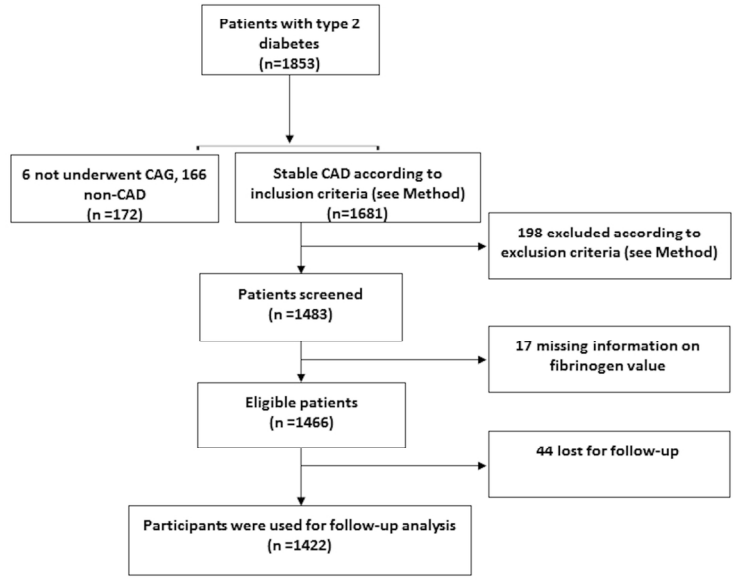 Patients with type 2
diabetes
(n=1853)
6 not underwent CAG, 166
non-CAD
(n =172)
Stable CAD according to
inclusion criteria (see Method)
(n=1681)
198 excluded according to
exclusion criteria (see Method)
Patients screened
(n =1483)
17 missing information on
fibrinogen value
Eligible patients
(n =1466)
44 lost for follow-up
Participants were used for follow-up analysis
(n =1422)